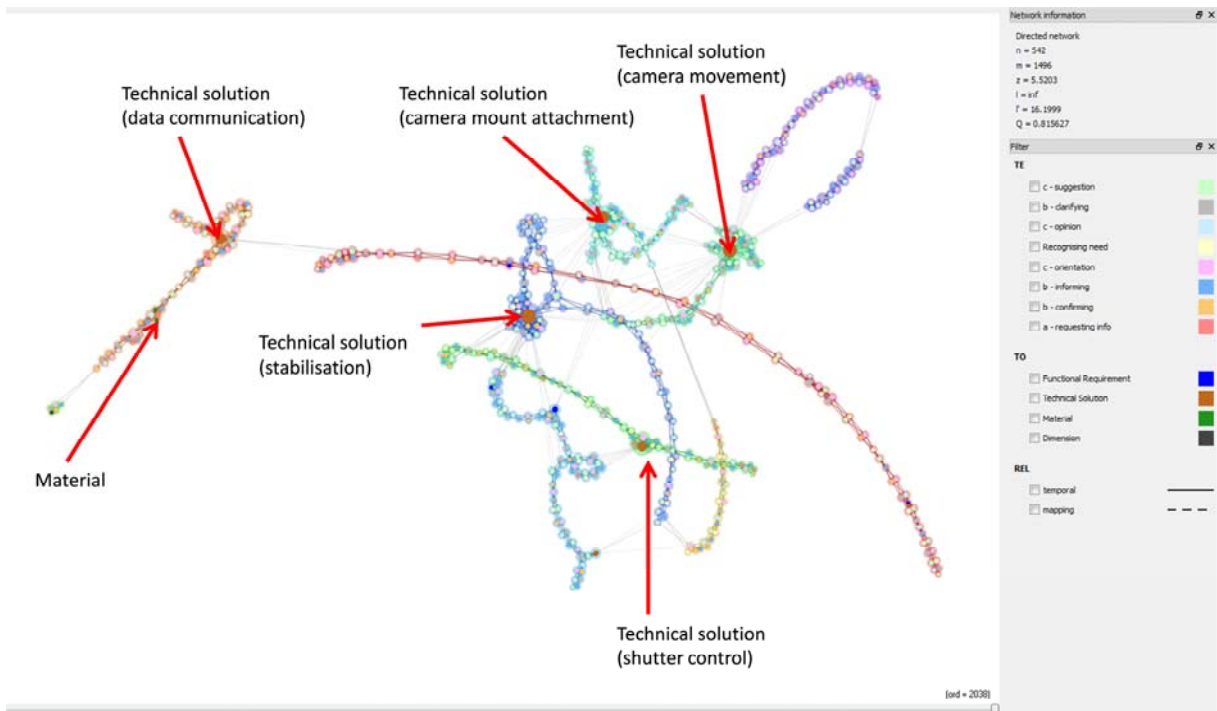 Technical solution
(camera movement)
Technical solution
(data communication)
Technical solution
(camera mount attachment)
Technical solution
(stabilisation)
Material
Technical solution
(shutter control)
(ord = 2038)
Network information
Directed network
n = 542
m = 1496
z = 5.5203
l = inf
l' = 16.1999
Q = 0.815627
Filter
TE
c - suggestion
b - clarifying
c - opinion
Recognising need
c - orientation
b - informing
b - confirming
a - requesting info
TO
Functional Requirement
Technical Solution
Material
Dimension
REL
temporal
mapping